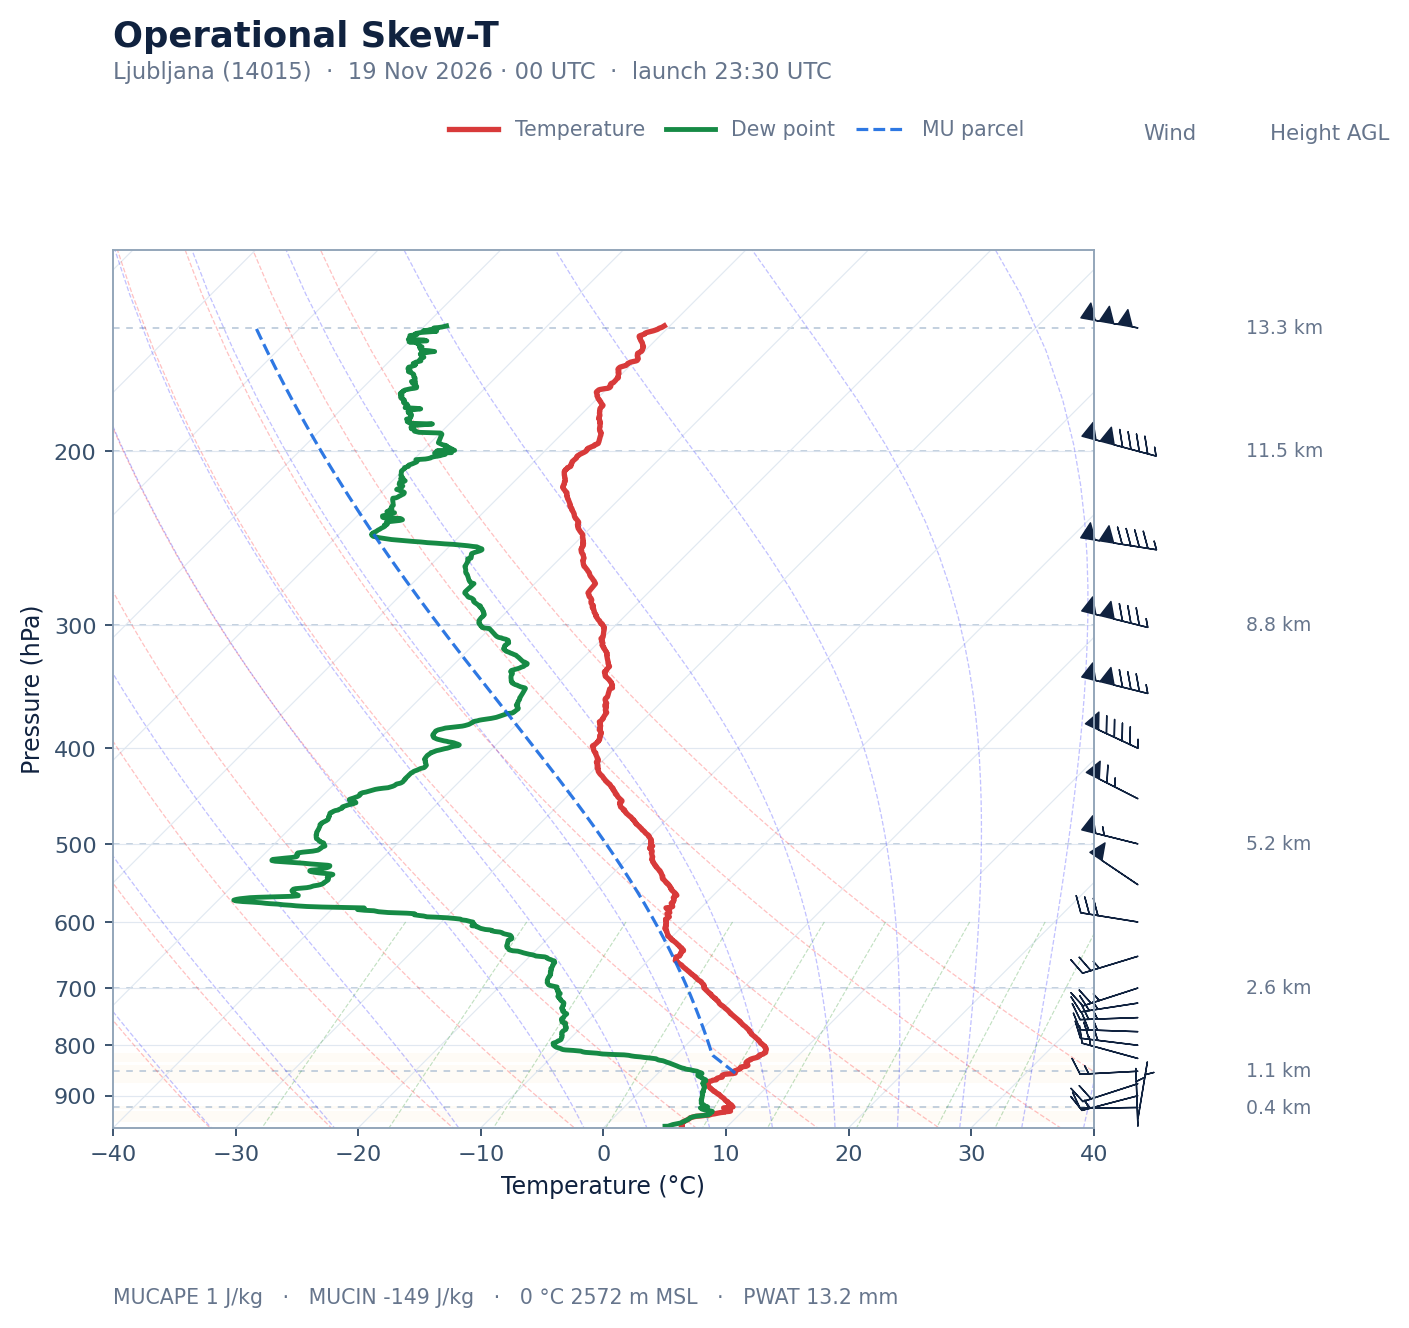 Operational Skew-T
Ljubljana (14015)  ·  19 Nov 2026 · 00 UTC  ·  launch 23:30 UTC
Temperature  Dew point  MU parcel  Wind  Height AGL
13.3 km
200  11.5 km
300  8.8 km
400
500  5.2 km
600
700  2.6 km
800
1.1 km
900
0.4 km
Pressure (hPa)
−40  −30  −20  −10  0  10  20  30  40
Temperature (°C)
MUCAPE 1 J/kg  ·  MUCIN -149 J/kg  ·  0 °C 2572 m MSL  ·  PWAT 13.2 mm